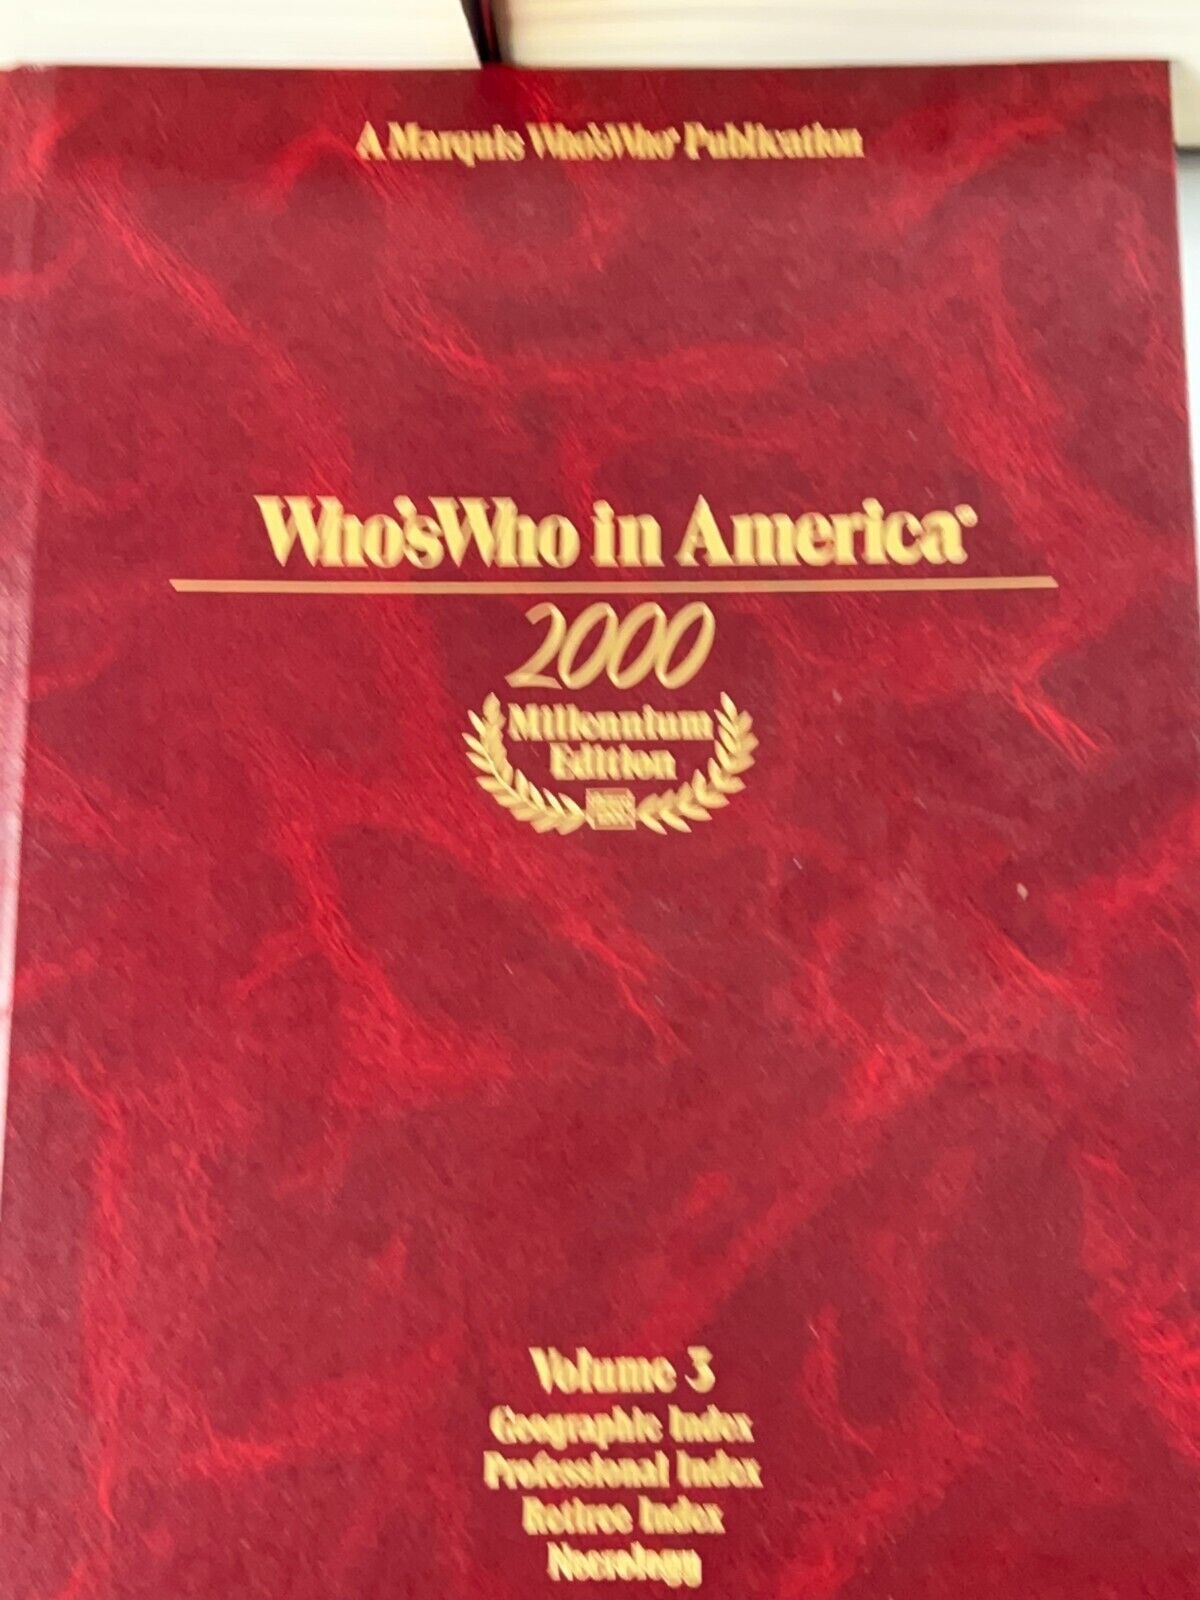 A Marquis Who'sWho® Publication
Who'sWho in America®
2000
Millennium
Edition
Volume 3
Geographic Index
Professional Index
Retiree Index
Necrology